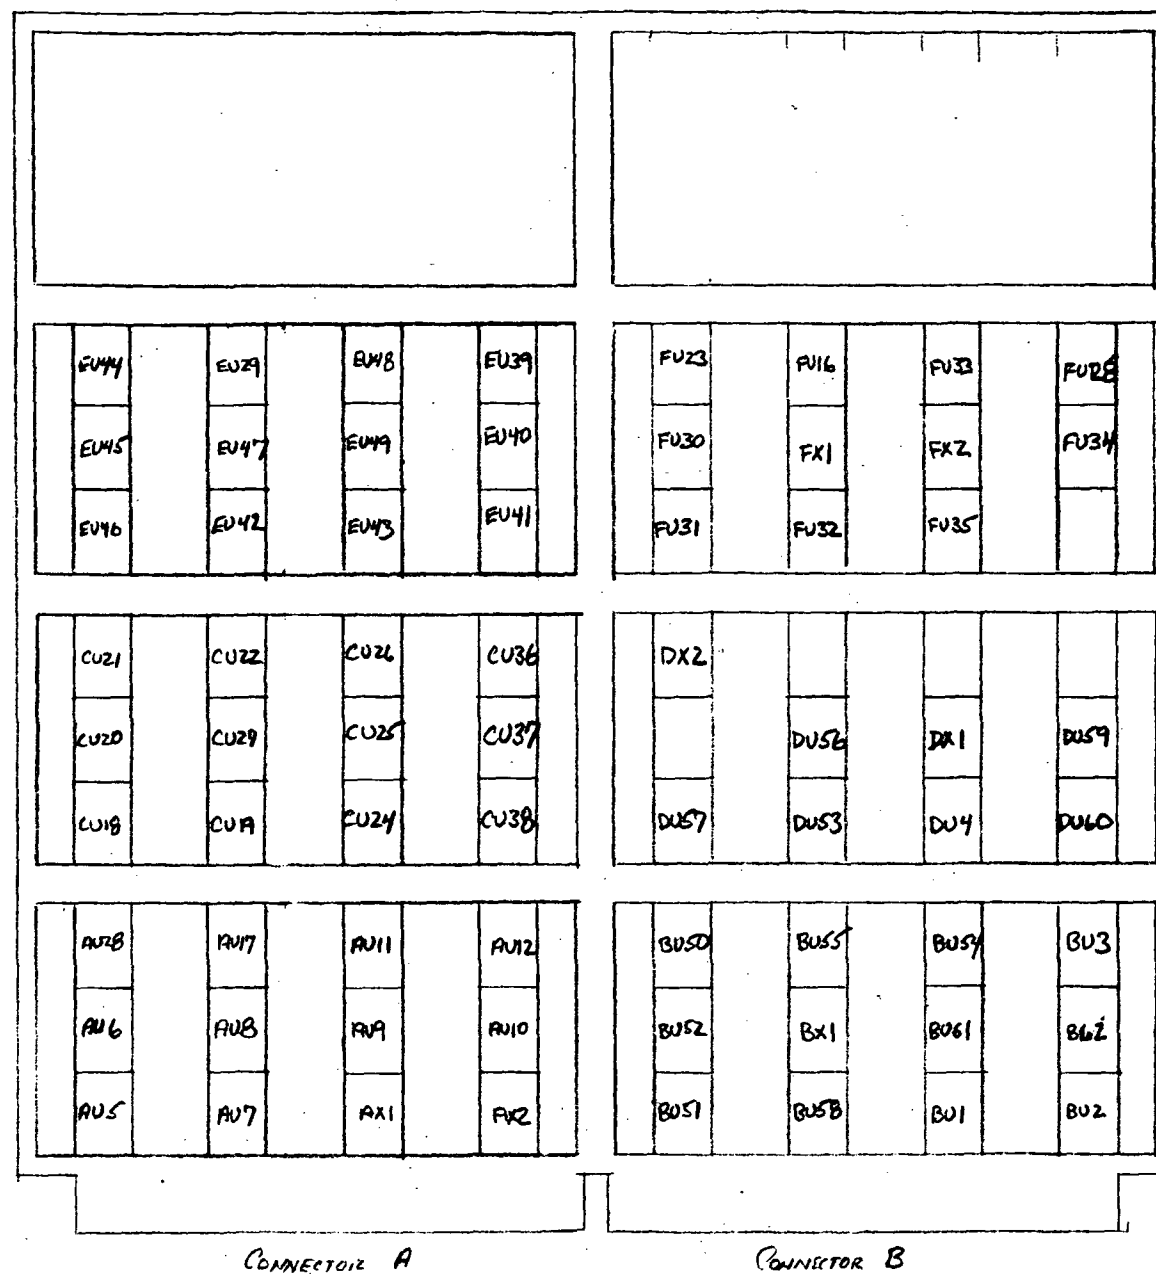 EU44 EU29 EU48 EU39 FU23 FU16 FU33
EU45 EU47 EU49 EU40 FU30 FX1 FX2 FU34
EU46 EU42 EU43 EU41 FU31 FU32 FU35
CU21 CU22 CU26 CU36 DX2
CU20 CU29 CU25 CU37 DU56 DX1 DU59
CU18 CU19 CU24 CU38 DU57 DU53 DU4 DU60
AU28 AU17 AU11 AU12 BU50 BU55 BU54 BU3
AU6 AU8 AU9 AU10 BU52 BX1 BU61 B62
AU5 AU7 AX1 AX2 BU51 BU58 BU1 BU2
CONNECTOR A CONNECTOR B